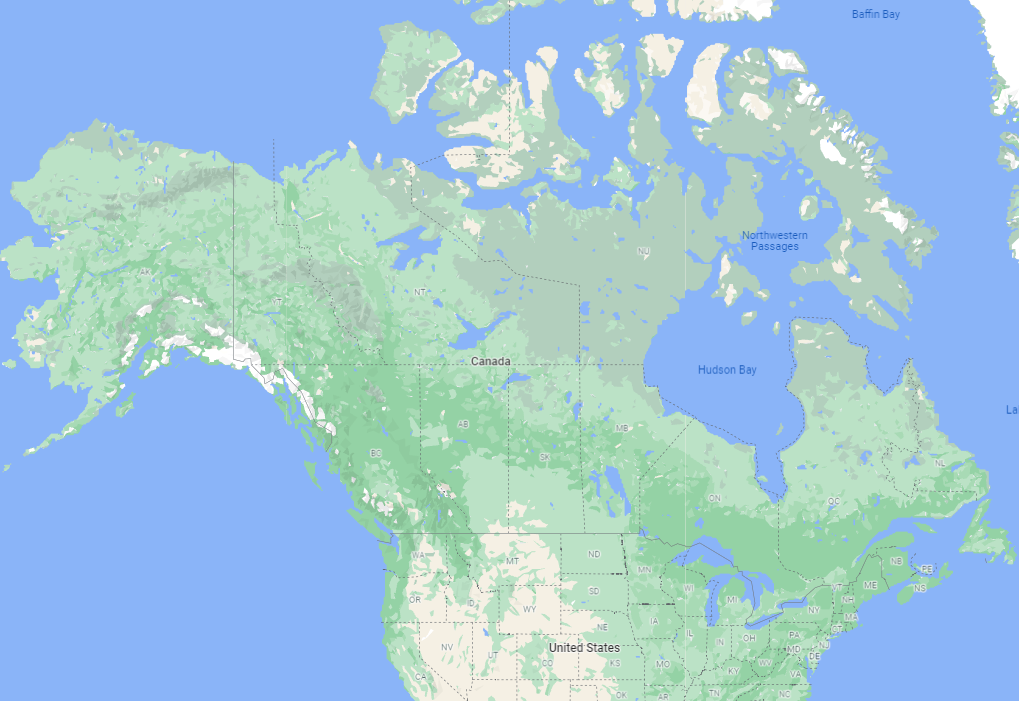 Baffin Bay
Northwestern
Passages
NU
AK
YT
NT
Canada
Hudson Bay
La
AB
MB
BC
SK
NL
ON
QC
WA
MT
ND
MN
NB
PE
NS
ME
OR
ID
SD
WI
MI
VT
NH
WY
NY
MA
IA
NE
CT
NV
UT
United States
IL
IN
OH
PA
NJ
MD
DE
CO
KS
MO
KY
WV
VA
CA
OK
AR
TN
NC